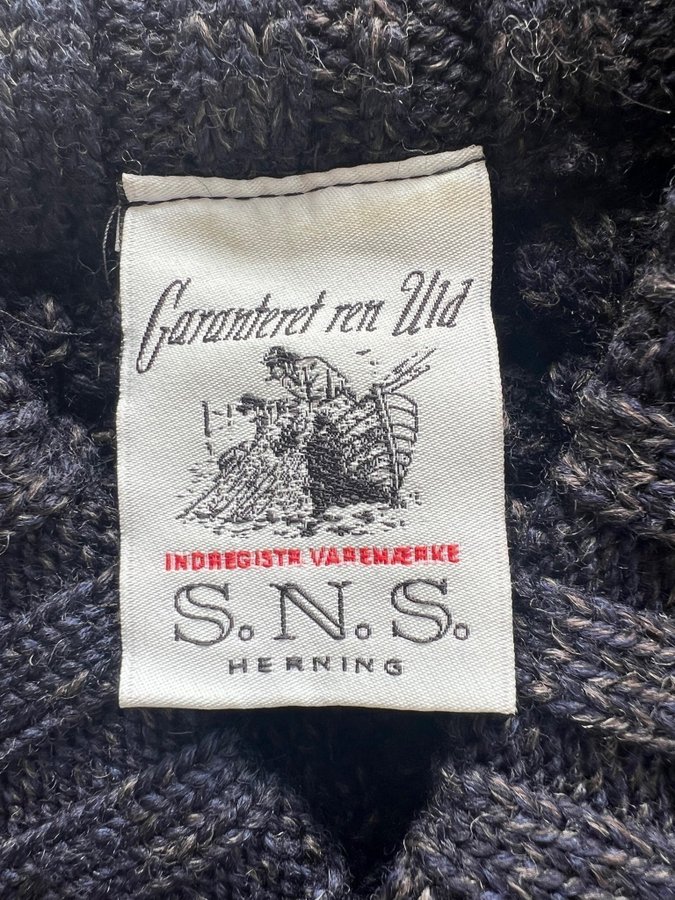 Garanteret ren Uld
INDREGISTR. VAREMÆRKE
S.N.S.
HERNING